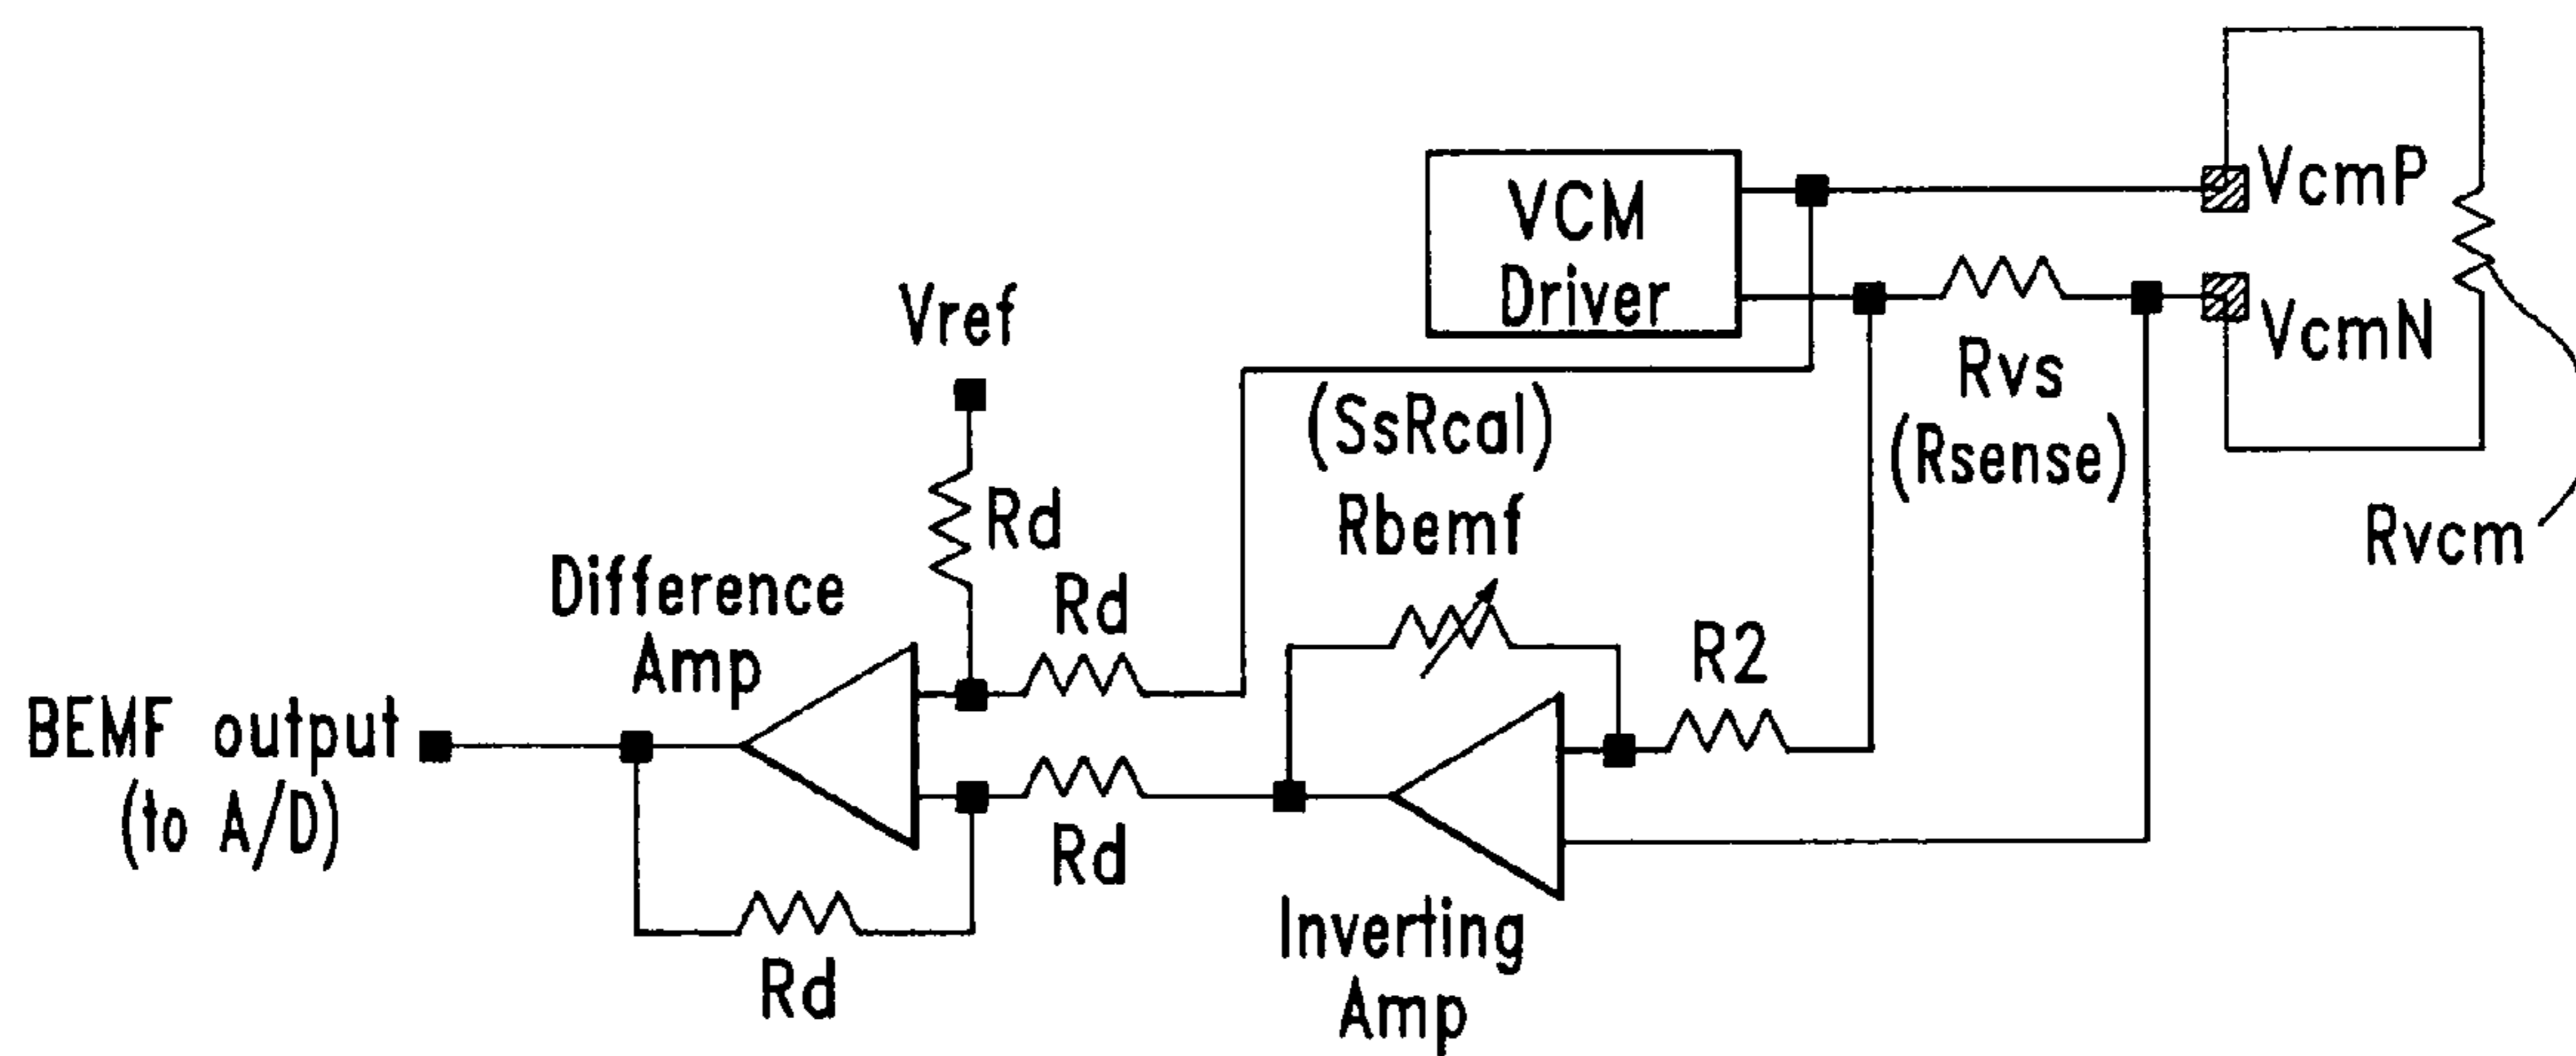 VCM
Driver
VcmP
VcmN
Rvs
(Rsense)
Rvcm
Vref
(SsRcal)
Rbemf
Rd
Difference
Amp
Rd
R2
BEMF output
(to A/D)
Rd
Inverting
Amp
Rd